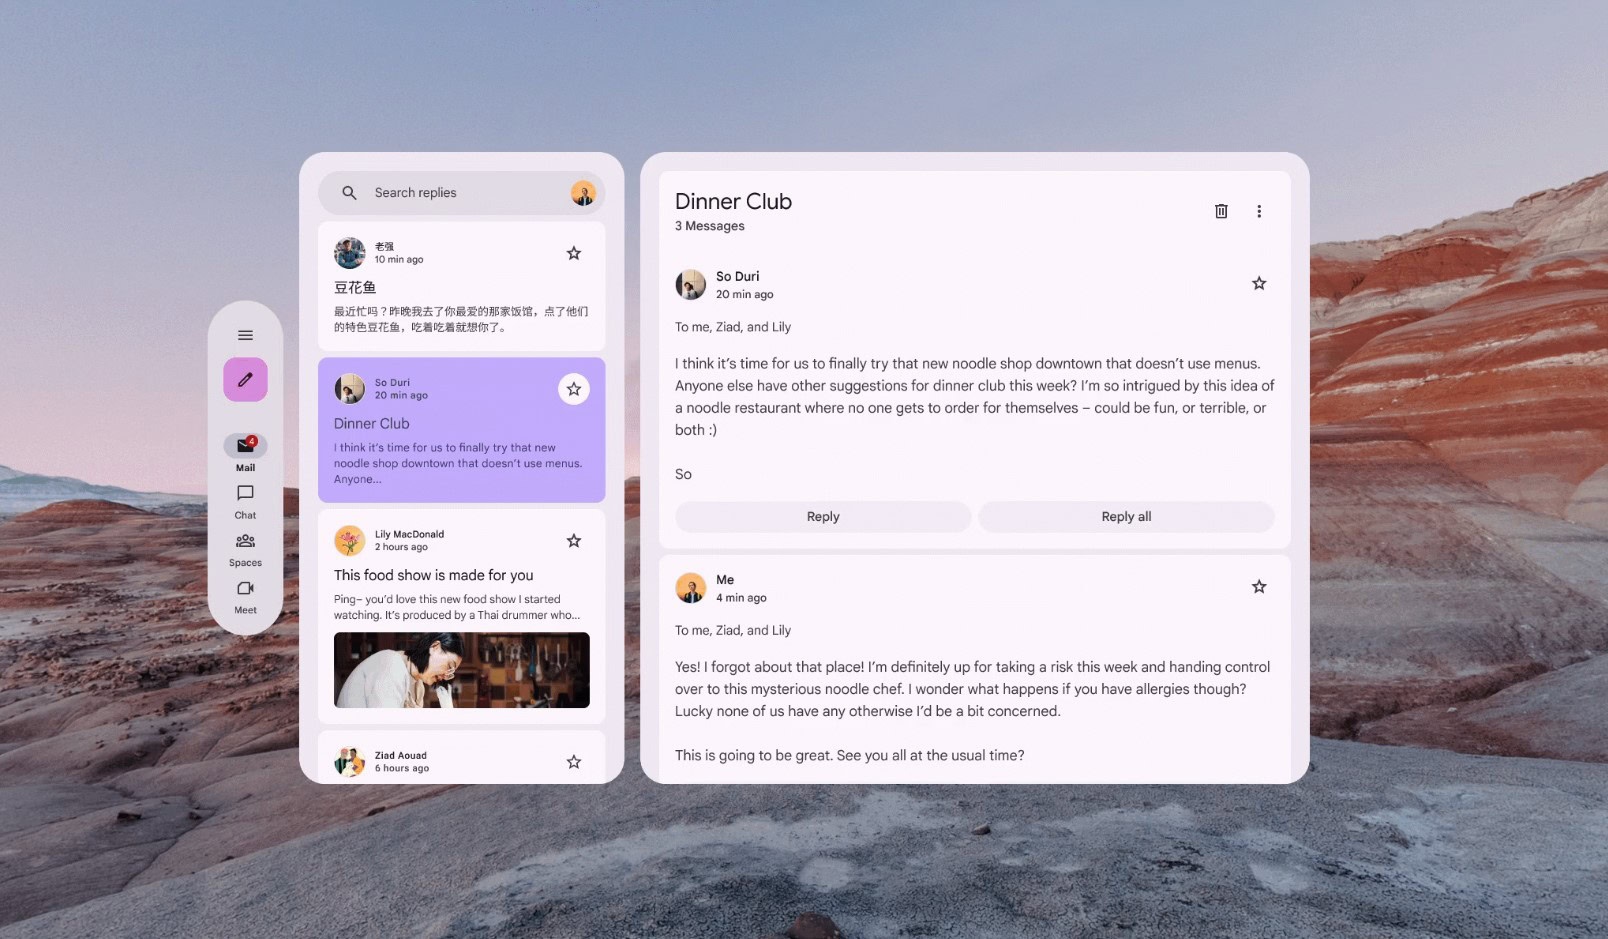 4
Mail
Chat
Spaces
Meet
Search replies
老强
10 min ago
豆花鱼
最近忙吗？昨晚我去了你最爱的那家饭馆，点了他们
的特色豆花鱼，吃着吃着就想你了。
So Duri
20 min ago
Dinner Club
I think it’s time for us to finally try that new
noodle shop downtown that doesn’t use menus.
Anyone...
Lily MacDonald
2 hours ago
This food show is made for you
Ping– you’d love this new food show I started
watching. It’s produced by a Thai drummer who...
Ziad Aouad
6 hours ago
Dinner Club
3 Messages
So Duri
20 min ago
To me, Ziad, and Lily
I think it’s time for us to finally try that new noodle shop downtown that doesn’t use menus.
Anyone else have other suggestions for dinner club this week? I’m so intrigued by this idea of
a noodle restaurant where no one gets to order for themselves – could be fun, or terrible, or
both :)
So
Reply
Reply all
Me
4 min ago
To me, Ziad, and Lily
Yes! I forgot about that place! I’m definitely up for taking a risk this week and handing control
over to this mysterious noodle chef. I wonder what happens if you have allergies though?
Lucky none of us have any otherwise I’d be a bit concerned.
This is going to be great. See you all at the usual time?